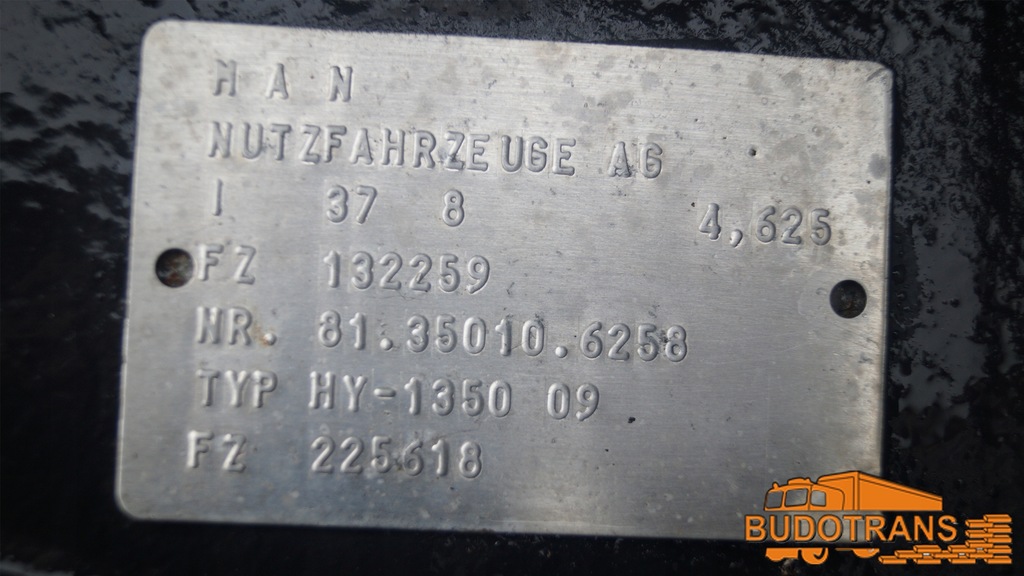 M A N
NUTZFAHRZEUGE AG
I 37 8 4,625
FZ 132259
NR. 81.35010.6258
TYP HY-1350 09
FZ 225618
BUDOTRANS